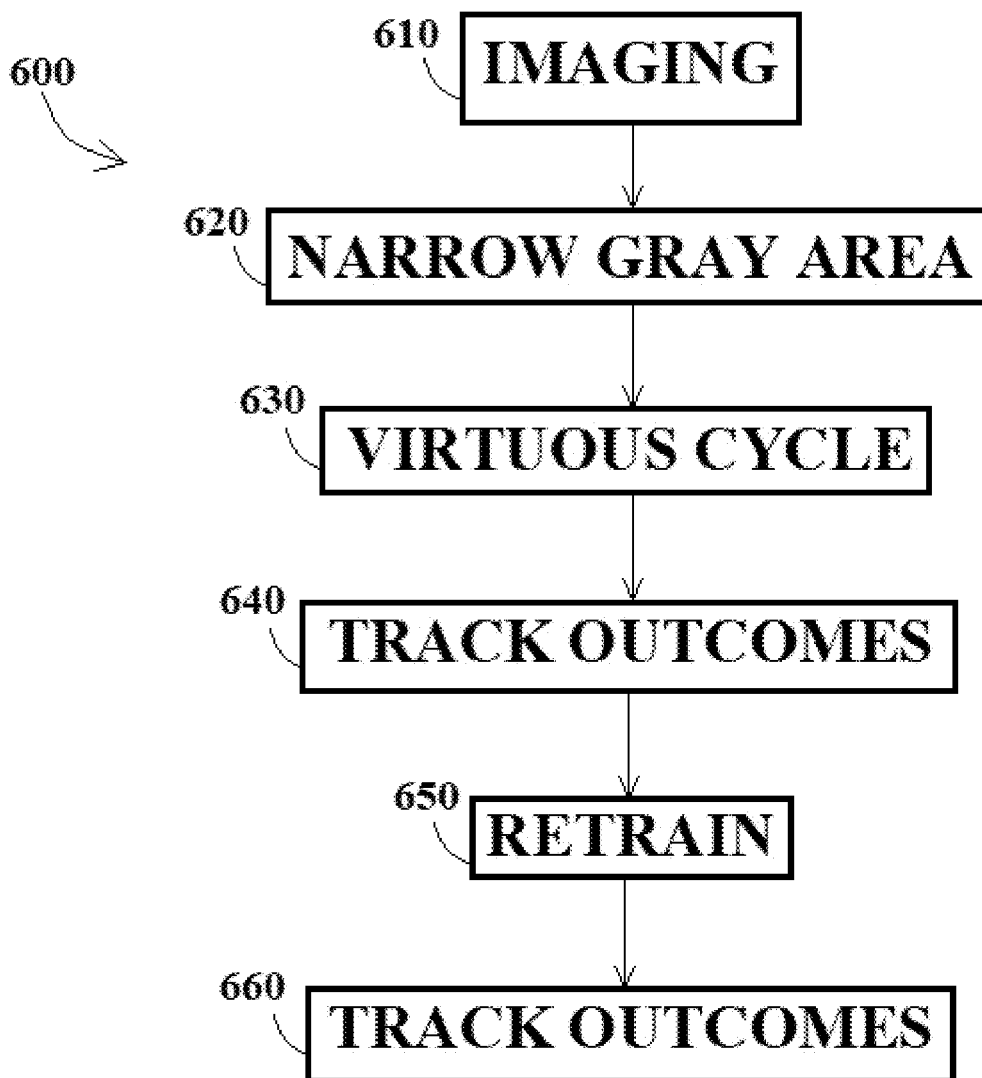 610
IMAGING
600
620
NARROW GRAY AREA
630
VIRTUOUS CYCLE
640
TRACK OUTCOMES
650
RETRAIN
660
TRACK OUTCOMES